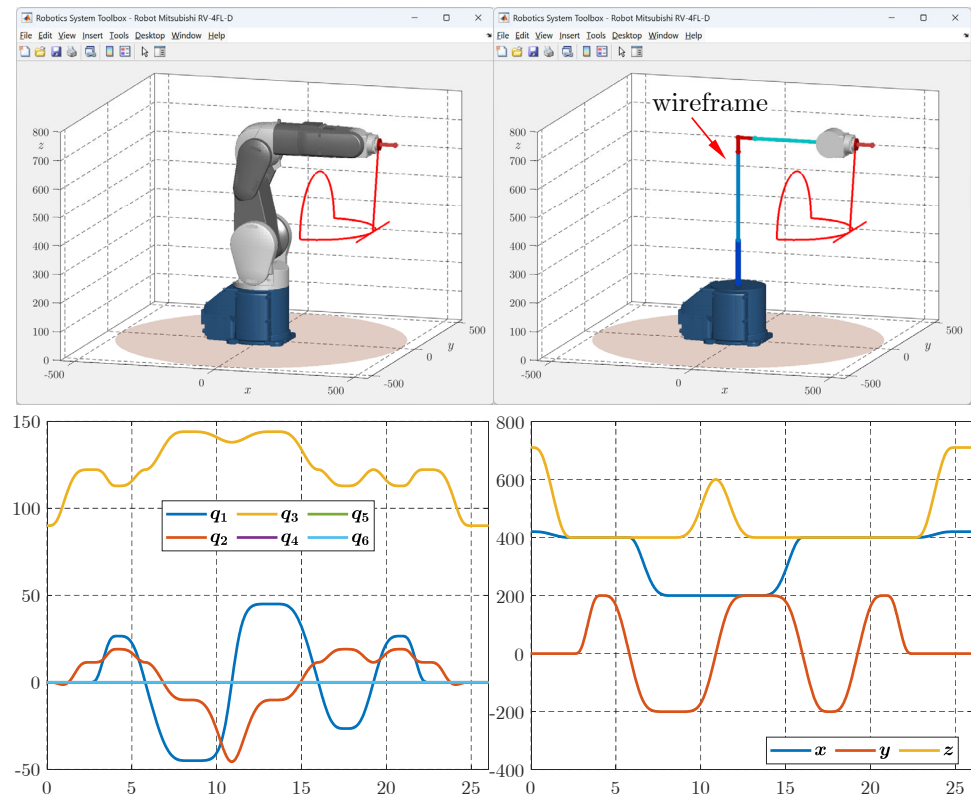 Robotics System Toolbox - Robot Mitsubishi RV-4FL-D
File Edit View Insert Tools Desktop Window Help
800
z
700
600
500
400
300
200
100
0
-500
0
x
500
-500
0
y
500
Robotics System Toolbox - Robot Mitsubishi RV-4FL-D
File Edit View Insert Tools Desktop Window Help
wireframe
800
z
700
600
500
400
300
200
100
0
-500
0
x
500
-500
0
y
500
150
100
50
0
-50
q1 q3 q5
q2 q4 q6
0 5 10 15 20 25
800
600
400
200
0
-200
-400
x y z
0 5 10 15 20 25